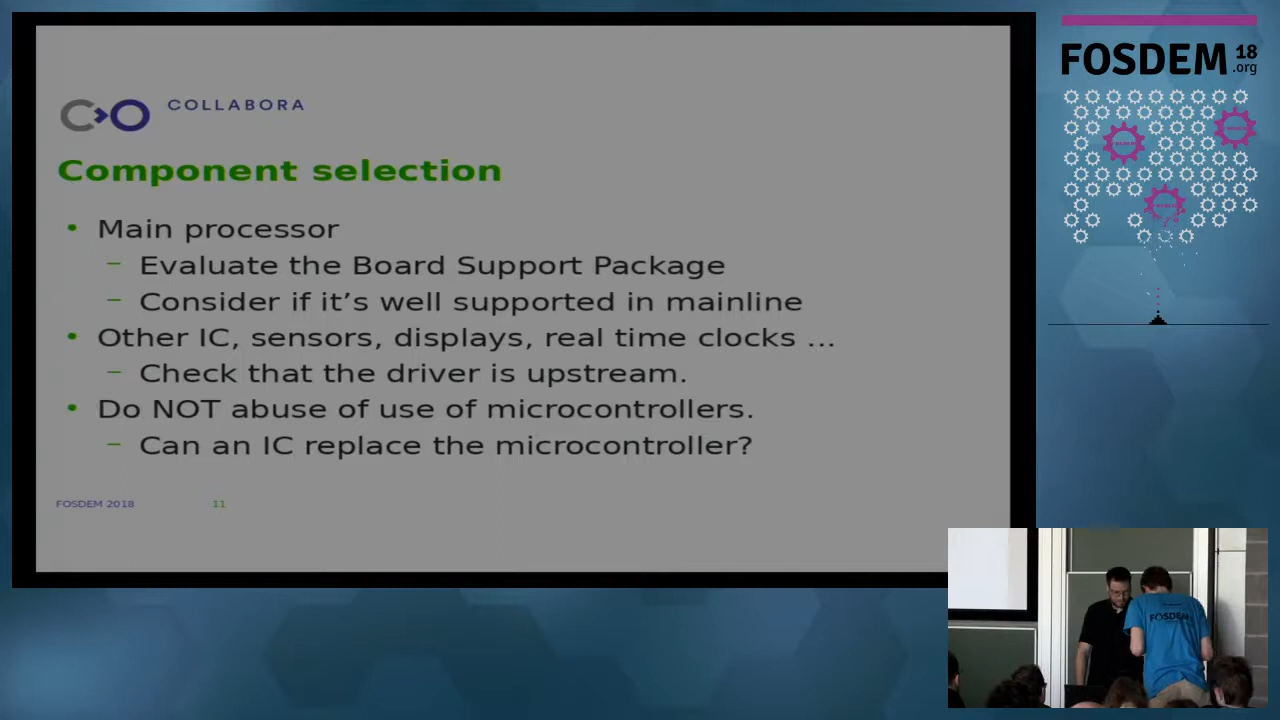 COLLABORA
Component selection
• Main processor
– Evaluate the Board Support Package
– Consider if it’s well supported in mainline
• Other IC, sensors, displays, real time clocks ...
– Check that the driver is upstream.
• Do NOT abuse of use of microcontrollers.
– Can an IC replace the microcontroller?
FOSDEM 2018 11
FOSDEM 18
.org
FOSDEM